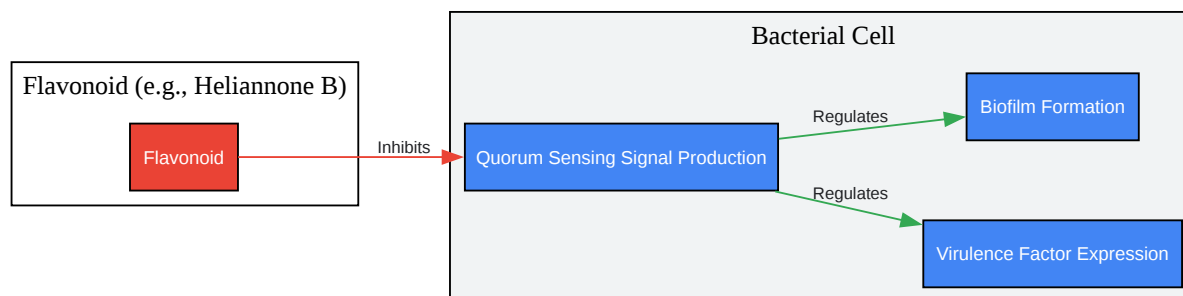 Flavonoid (e.g., Heliannone B)
Flavonoid
Inhibits
Bacterial Cell
Quorum Sensing Signal Production
Regulates
Biofilm Formation
Regulates
Virulence Factor Expression